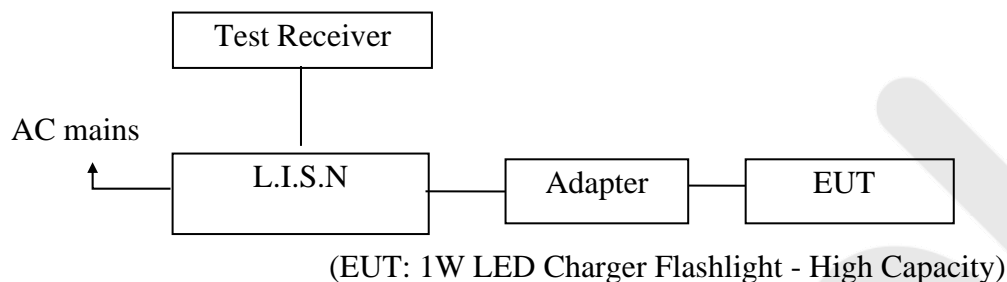 Test Receiver
AC mains
L.I.S.N
Adapter
EUT
(EUT: 1W LED Charger Flashlight - High Capacity)